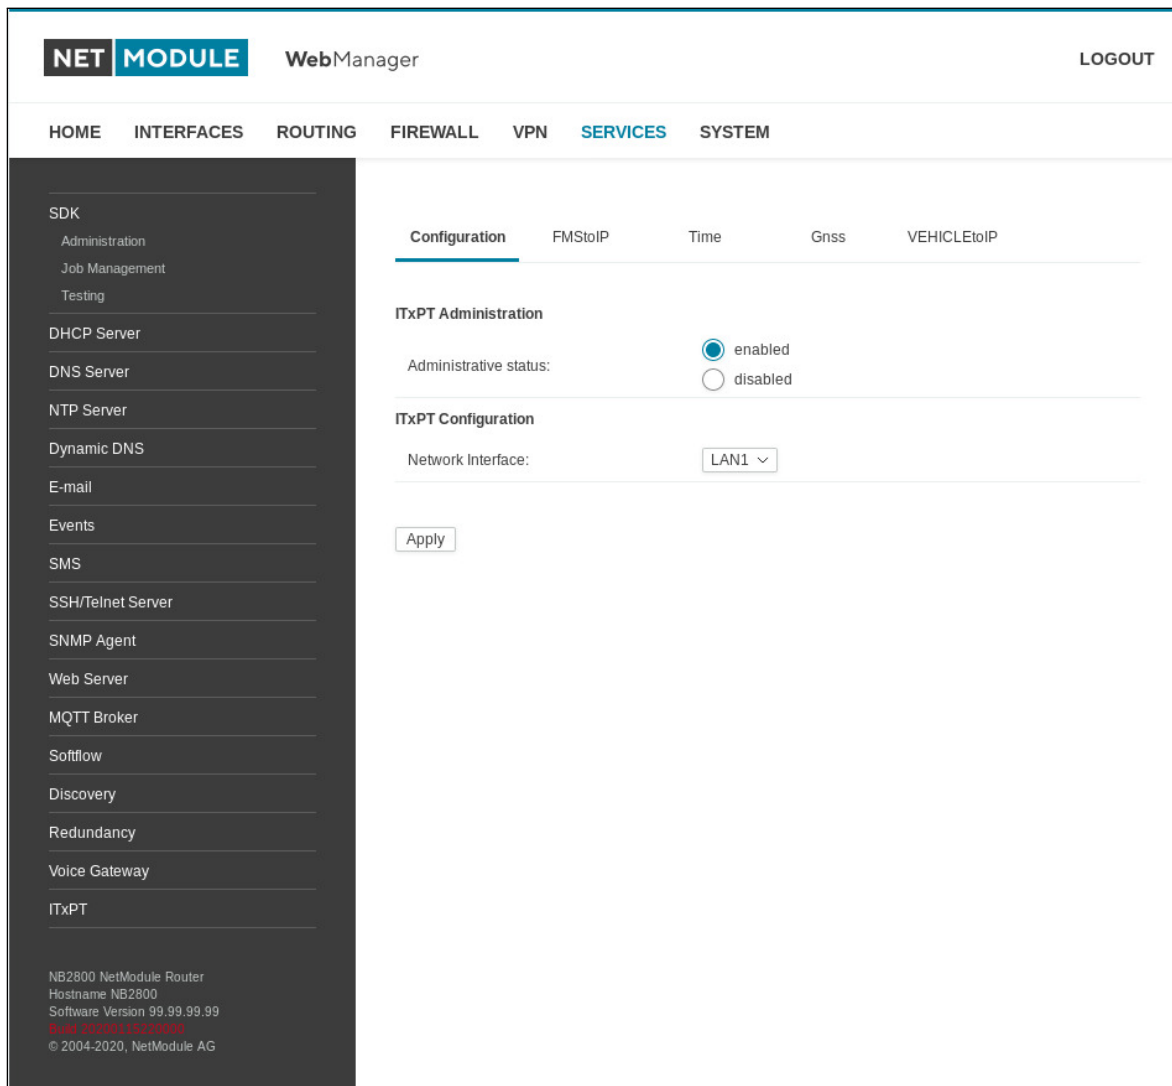 NET MODULE WebManager LOGOUT
HOME INTERFACES ROUTING FIREWALL VPN SERVICES SYSTEM
SDK
Administration
Job Management
Testing
DHCP Server
DNS Server
NTP Server
Dynamic DNS
E-mail
Events
SMS
SSH/Telnet Server
SNMP Agent
Web Server
MQTT Broker
Softflow
Discovery
Redundancy
Voice Gateway
ITxPT
NB2800 NetModule Router
Hostname NB2800
Software Version 99.99.99.99
Build
© 2004-2020, NetModule AG
Configuration FMStoIP Time Gnss VEHICLEtoIP
ITxPT Administration
Administrative status:
enabled
disabled
ITxPT Configuration
Network Interface: LAN1
Apply